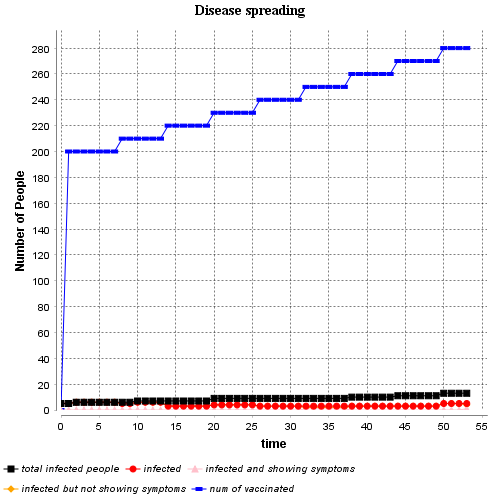 Disease spreading
Number of People
280
260
240
220
200
180
160
140
120
100
80
60
40
20
0
0 5 10 15 20 25 30 35 40 45 50 55
time
total infected people infected infected and showing symptoms
infected but not showing symptoms num of vaccinated